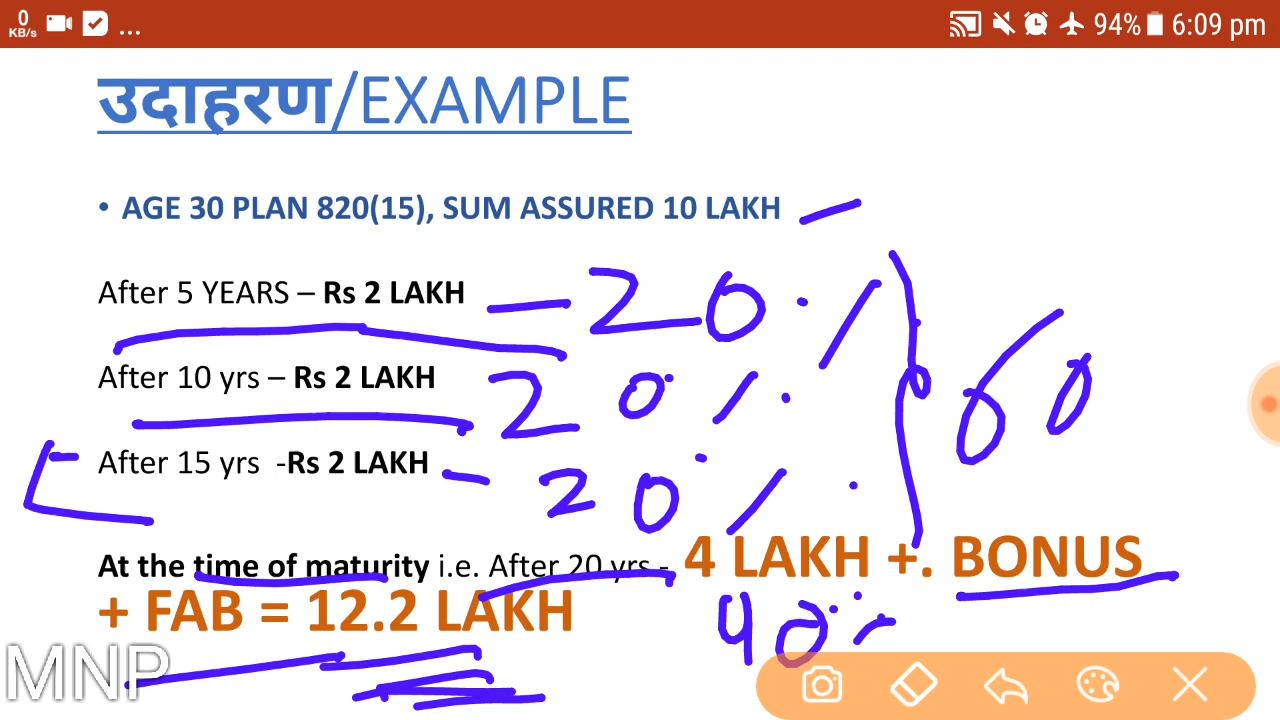 0
KB/s
... 94% 6:09 pm
उदाहरण/EXAMPLE
• AGE 30 PLAN 820(15), SUM ASSURED 10 LAKH
After 5 YEARS – Rs 2 LAKH - 20%
After 10 yrs – Rs 2 LAKH 20%
60
After 15 yrs -Rs 2 LAKH - 20%
At the time of maturity i.e. After 20 yrs - 4 LAKH +. BONUS
+ FAB = 12.2 LAKH 40%
MNP